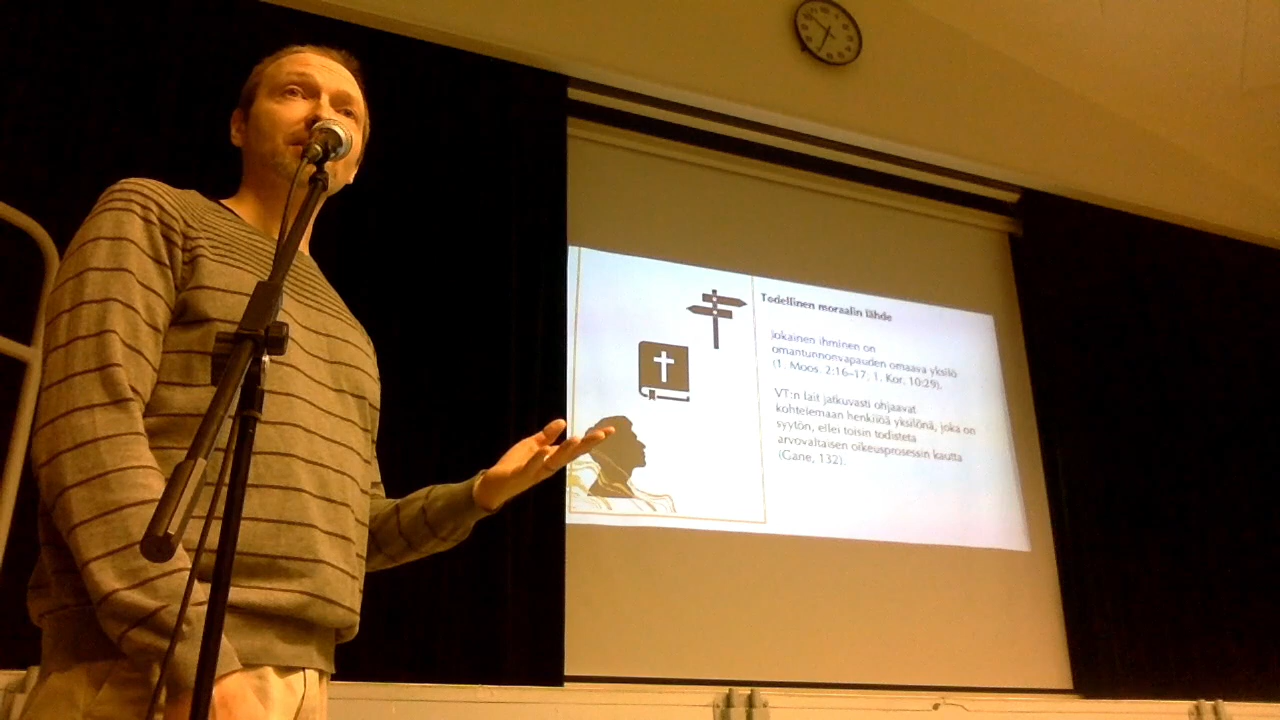 Todellinen moraalin lähde
Jokainen ihminen on
omantunnonvapauden omaava yksilö
(1. Moos. 2:16–17, 1. Kor. 10:29).
VT:n lait jatkuvasti ohjaavat
kohtelemaan henkilöä yksilönä, joka on
syytön, ellei toisin todisteta
arvovaltaisen oikeusprosessin kautta
(Gane, 132).